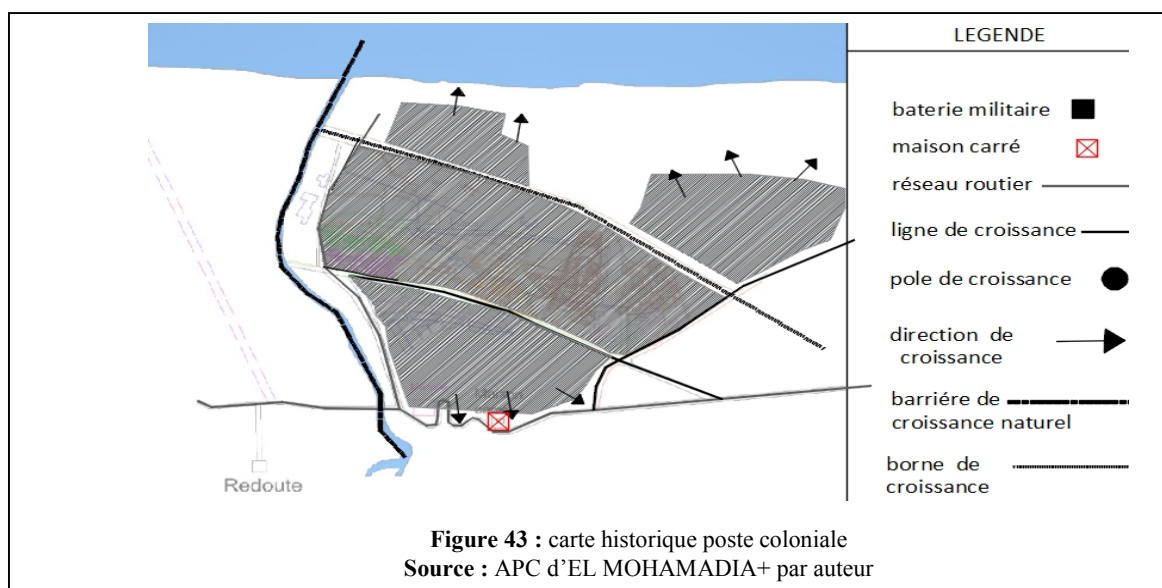 LEGENDE
baterie militaire
maison carré
réseau routier
ligne de croissance
pole de croissance
direction de
croissance
barriére de
croissance naturel
borne de
croissance
Redoute
Figure 43 : carte historique poste coloniale
Source : APC d'EL MOHAMADIA+ par auteur